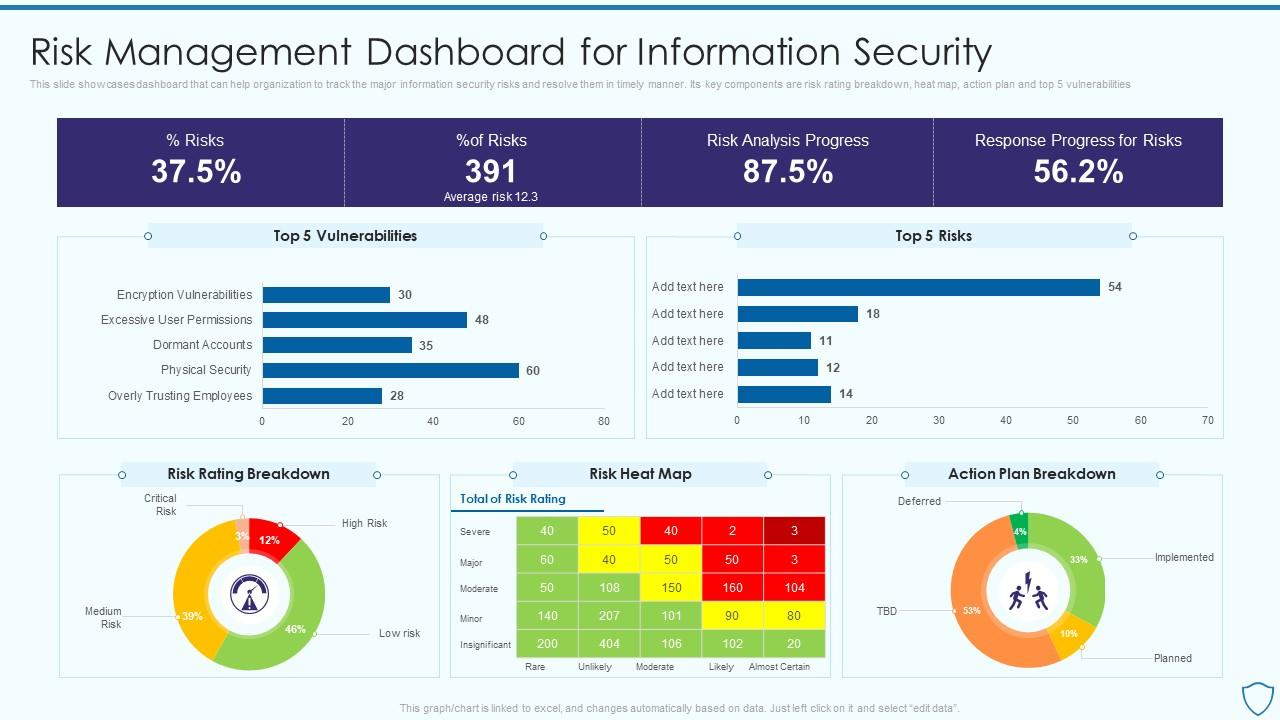 Risk Management Dashboard for Information Security
This slide showcases dashboard that can help organization to track the major information security risks and resolve them in timely manner. Its key components are risk rating breakdown, heat map, action plan and top 5 vulnerabilities
% Risks
37.5%
%of Risks
391
Average risk 12.3
Risk Analysis Progress
87.5%
Response Progress for Risks
56.2%
Top 5 Vulnerabilities
Encryption Vulnerabilities 30
Excessive User Permissions 48
Dormant Accounts 35
Physical Security 60
Overly Trusting Employees 28
0 20 40 60 80
Top 5 Risks
Add text here 54
Add text here 18
Add text here 11
Add text here 12
Add text here 14
0 10 20 30 40 50 60 70
Risk Rating Breakdown
Critical
Risk
High Risk
3% 12%
Medium
Risk
39%
46%
Low risk
Risk Heat Map
Total of Risk Rating
Severe 40 50 40 2 3
Major 60 40 50 50 3
Moderate 50 108 150 160 104
Minor 140 207 101 90 80
Insignificant 200 404 106 102 20
Rare Unlikely Moderate Likely Almost Certain
Action Plan Breakdown
Deferred
4%
33%
Implemented
TBD
53%
10%
Planned
This graph/chart is linked to excel, and changes automatically based on data. Just left click on it and select “edit data”.